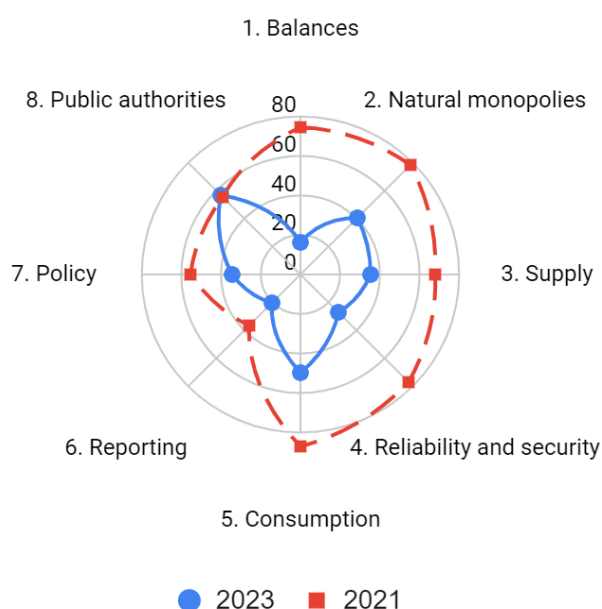 1. Balances
8. Public authorities
80
2. Natural monopolies
60
40
20
0
7. Policy
3. Supply
6. Reporting
4. Reliability and security
5. Consumption
2023
2021